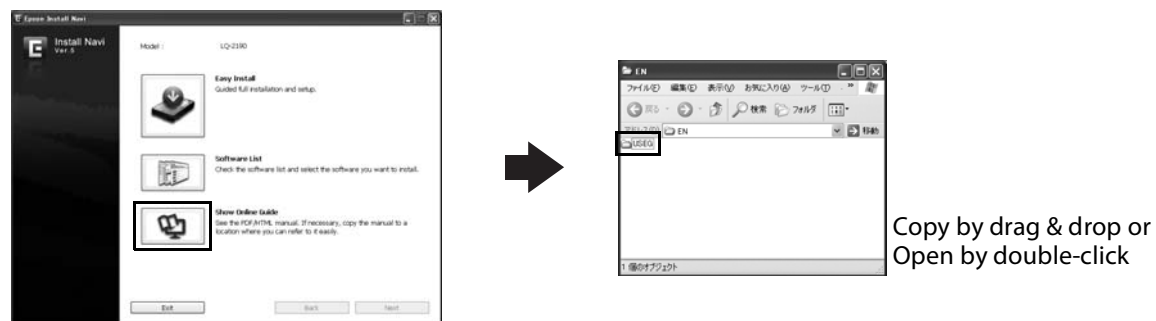 Epson Install Navi
Install Navi
Ver.5
Model :
LQ-2190
Easy Install
Guided full installation and setup.
Software List
Check the software list and select the software you want to install.
Show Online Guide
See the PDF/HTML manual. If necessary, copy the manual to a
location where you can refer to it easily.
Exit
Back
Next
EN
ファイル(F) 編集(E) 表示(V) お気に入り(A) ツール(T)
戻る 検索 フォルダ
EN 移動
1 個のオブジェクト
Copy by drag & drop or
Open by double-click